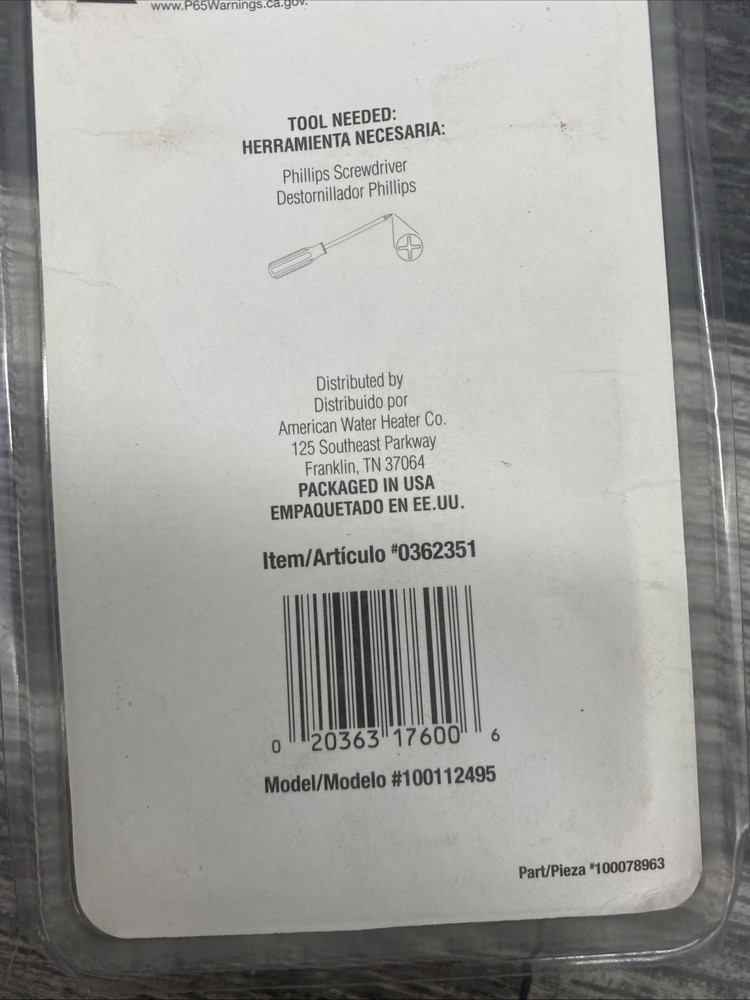 www.P65Warnings.ca.gov.
TOOL NEEDED:
HERRAMIENTA NECESARIA:
Phillips Screwdriver
Destornillador Phillips
Distributed by
Distribuido por
American Water Heater Co.
125 Southeast Parkway
Franklin, TN 37064
PACKAGED IN USA
EMPAQUETADO EN EE.UU.
Item/Artículo #0362351
0 20363 17600 6
Model/Modelo #100112495
Part/Pieza #100078963